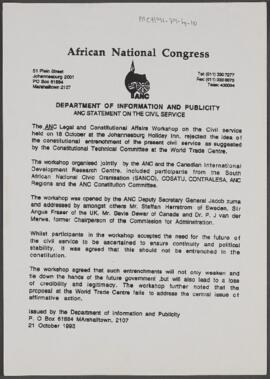 African National Congress
51 Plain Street
Johannesburg 2001
PO Box 61884
Marshalltown 2107
ANC
DEPARTMENT OF INFORMATION AND PUBLICITY
ANC STATEMENT ON THE CIVIL SERVICE
The ANC Legal and Constitutional Affairs Workshop on the Civil service
held on 18 October at the Johannesburg Holiday Inn, rejected the idea of
the constitutional entrenchment of the present civil service as suggested
by the Constitutional Technical Committee at the World Trade Centre.
The workshop organised jointly by the ANC and the Canadian International
Development Research Centre, included participants from the South
African National Civic Organisation (SANCO), COSATU, CONTRALESA, ANC
Regions and the ANC Constitution Committee.
The workshop was opened by the ANC Deputy Secretary General Jacob zuma
and addressed by amongst others Mr. Staffan Herrstrom of Sweden, Sir
Angus Fraser of the UK, Mr. Bevis Dewar of Canada and Dr. P J van der
Merwe, former Chairperson of the Commission for Administration.
Whilst participants in the workshop accepted the need for the future of
the civil service to be ascertained to ensure continuity and political
stability, it was agreed that this should not be entrenched in the
constitution.
The workshop agreed that such entrenchments will not only weaken and
tie down the hands of the future government but will also lead to a loss
of credibility and legitimacy. The workshop further noted that the
proposal at the World Trade Centre fails to address the central issue of
affirmative action.
Issued by the Department of Information and Publicity
P. O Box 61884 MArshalltown, 2107
21 October 1993